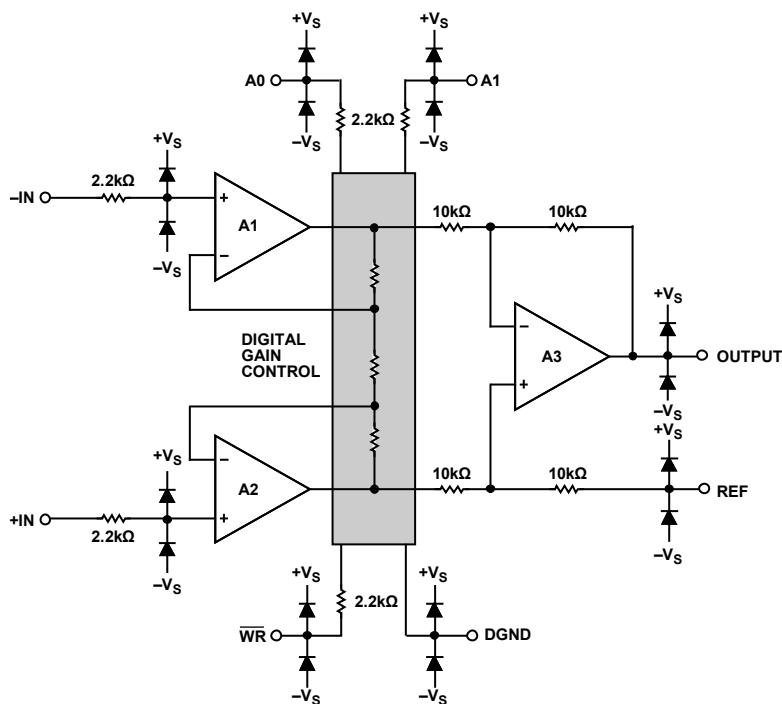 +VS +VS
A0 A1
2.2kΩ
–VS –VS
+VS
2.2kΩ
–IN
+
A1
10kΩ 10kΩ
–VS
–
+VS
DIGITAL
GAIN
CONTROL
–
A3
OUTPUT
+
–VS
+VS
–
+VS
A2
10kΩ 10kΩ
REF
+IN
+
2.2kΩ
–VS
–VS
+VS
2.2kΩ
+VS
WR
DGND
–VS –VS